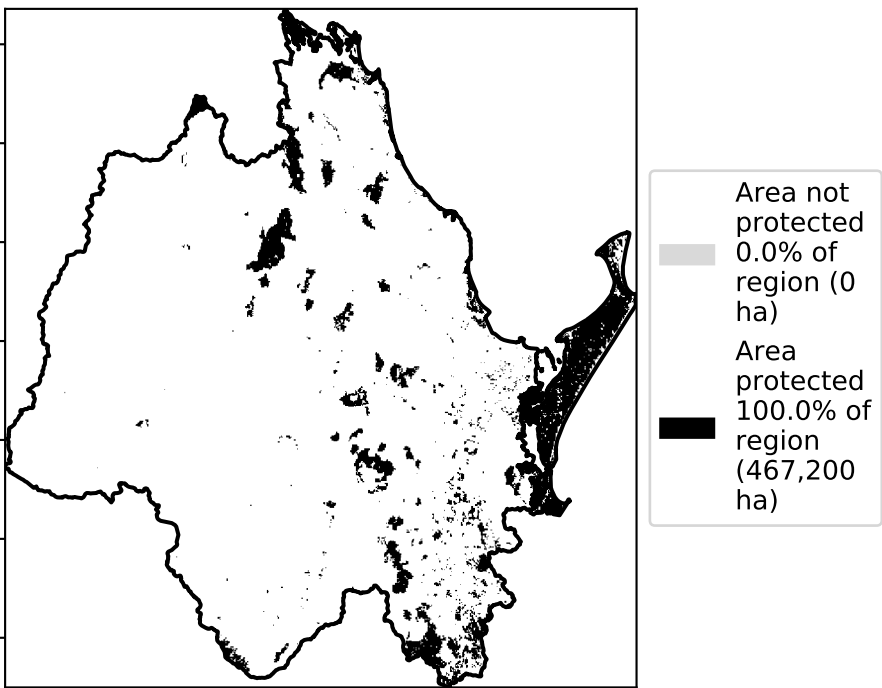 Area not
protected
0.0% of
region (0
ha)
Area
protected
100.0% of
region
(467,200
ha)